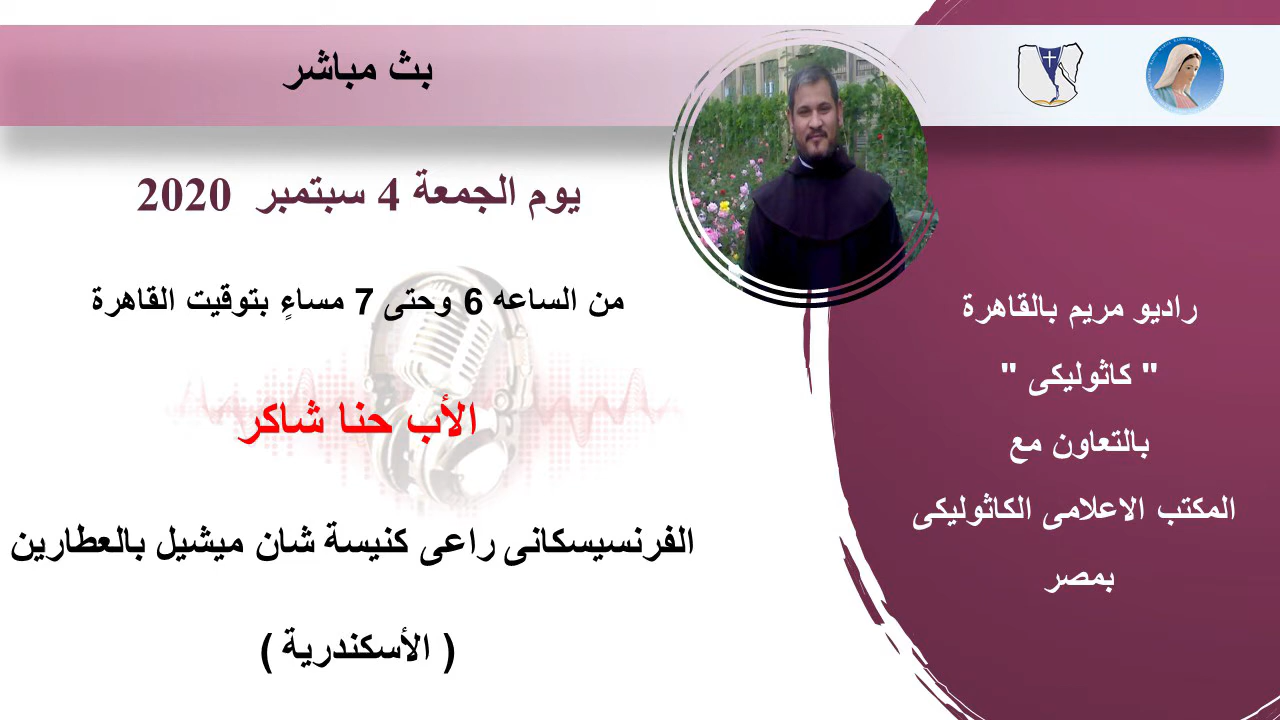 بث مباشر
يوم الجمعة 4 سبتمبر 2020
من الساعه 6 وحتى 7 مساءٍ بتوقيت القاهرة
الأب حنا شاكر
الفرنسيسكانى راعى كنيسة شان ميشيل بالعطارين
( الأسكندرية )
راديو مريم بالقاهرة
" كاثوليكى "
بالتعاون مع
المكتب الاعلامى الكاثوليكى
بمصر